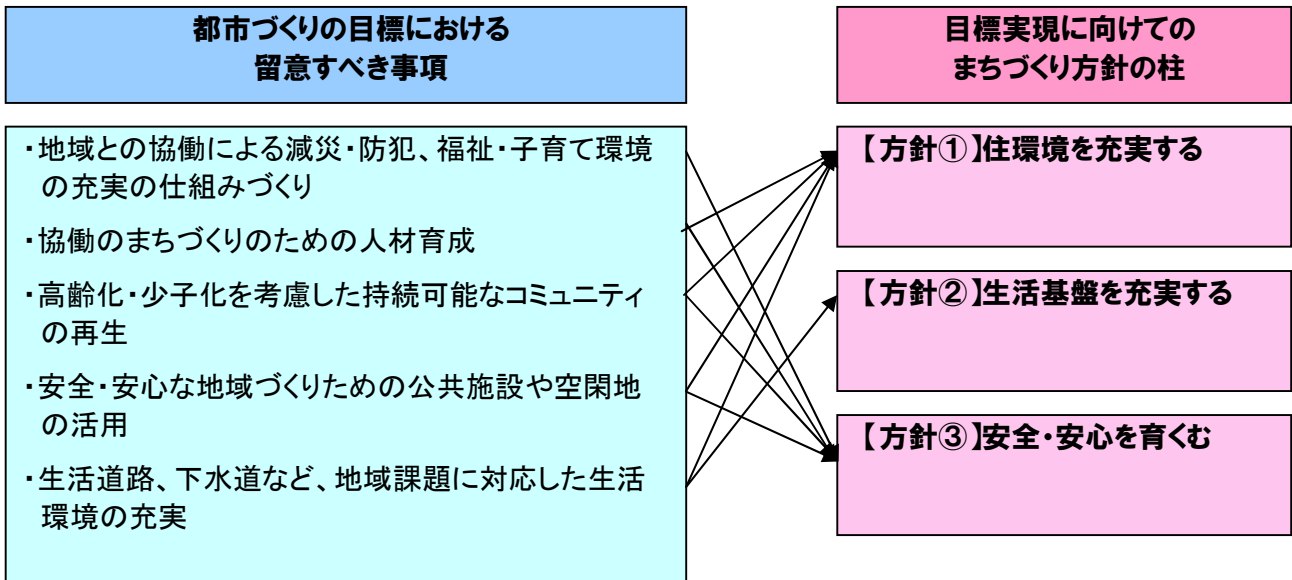 都市づくりの目標における
留意すべき事項
目標実現に向けての
まちづくり方針の柱
・地域との協働による減災・防犯、福祉・子育て環境
の充実の仕組みづくり
・協働のまちづくりのための人材育成
・高齢化・少子化を考慮した持続可能なコミュニティ
の再生
・安全・安心な地域づくりための公共施設や空閑地
の活用
・生活道路、下水道など、地域課題に対応した生活
環境の充実
【方針①】住環境を充実する
【方針②】生活基盤を充実する
【方針③】安全・安心を育くむ